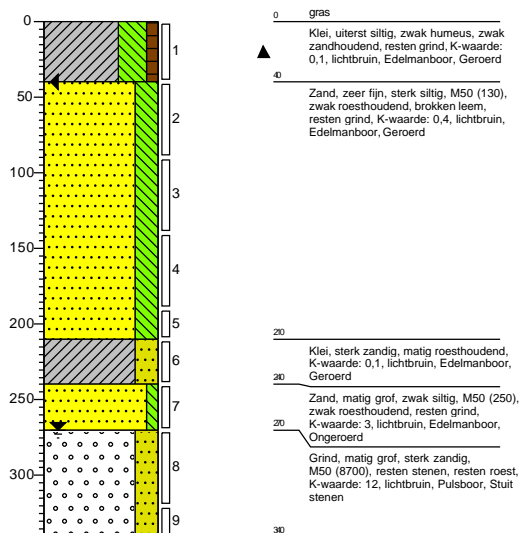 0
50
100
150
200
250
300
1
2
3
4
5
6
7
8
9
0
gras
Klei, uiterst siltig, zwak humeus, zwak
zandhoudend, resten grind, K-waarde:
0,1, lichtbruin, Edelmanboor, Geroerd
40
Zand, zeer fijn, sterk siltig, M50 (130),
zwak roesthoudend, brokken leem,
resten grind, K-waarde: 0,4, lichtbruin,
Edelmanboor, Geroerd
210
Klei, sterk zandig, matig roesthoudend,
K-waarde: 0,1, lichtbruin, Edelmanboor,
Geroerd
240
Zand, matig grof, zwak siltig, M50 (250),
zwak roesthoudend, resten grind,
K-waarde: 3, lichtbruin, Edelmanboor,
Ongeroerd
270
Grind, matig grof, sterk zandig,
M50 (8700), resten stenen, resten roest,
K-waarde: 12, lichtbruin, Pulsboor, Stuit
stenen
340